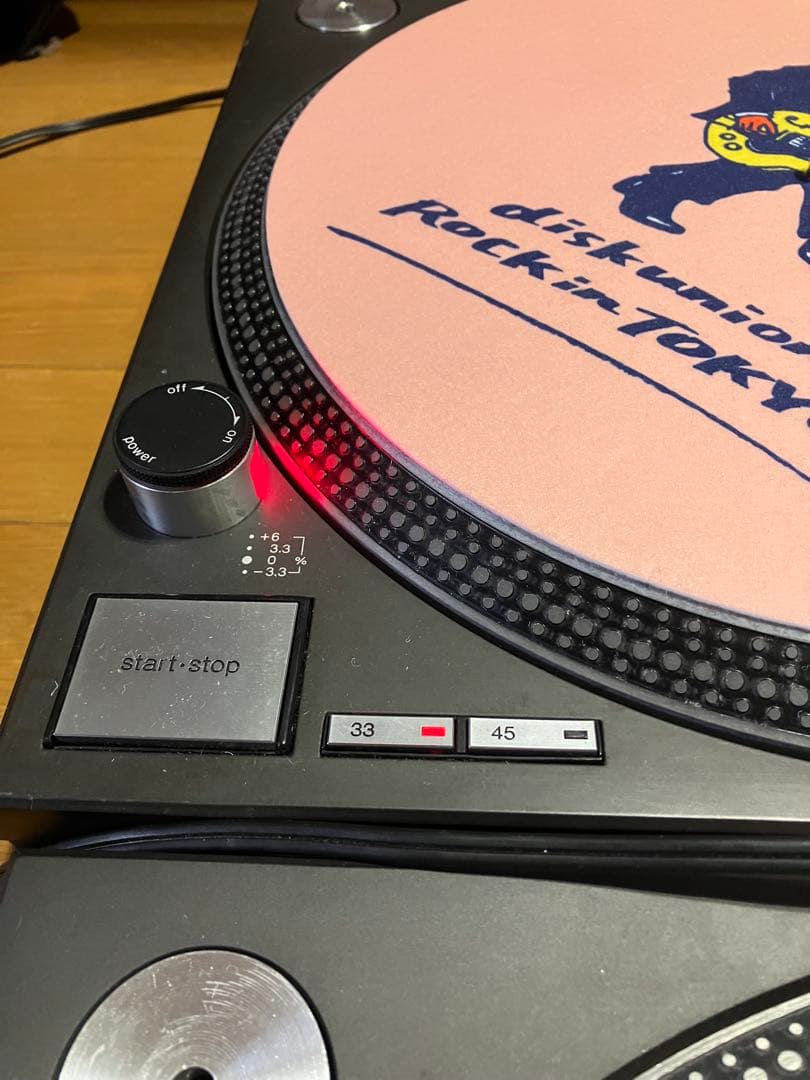 diskunion
Rock in TOKY
off
on
power
+6
3.3
0 %
-3.3
start·stop
33
45